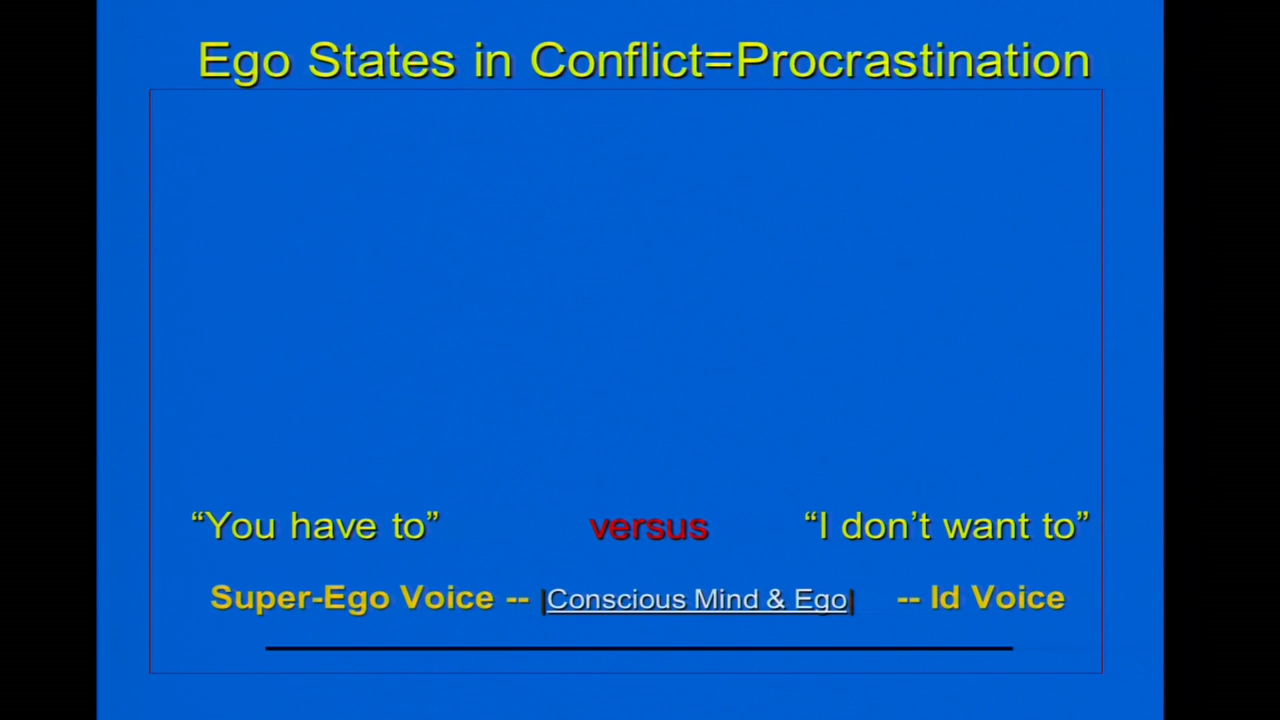 Ego States in Conflict=Procrastination
“You have to” versus “I don’t want to”
Super-Ego Voice -- |Conscious Mind & Ego| -- Id Voice